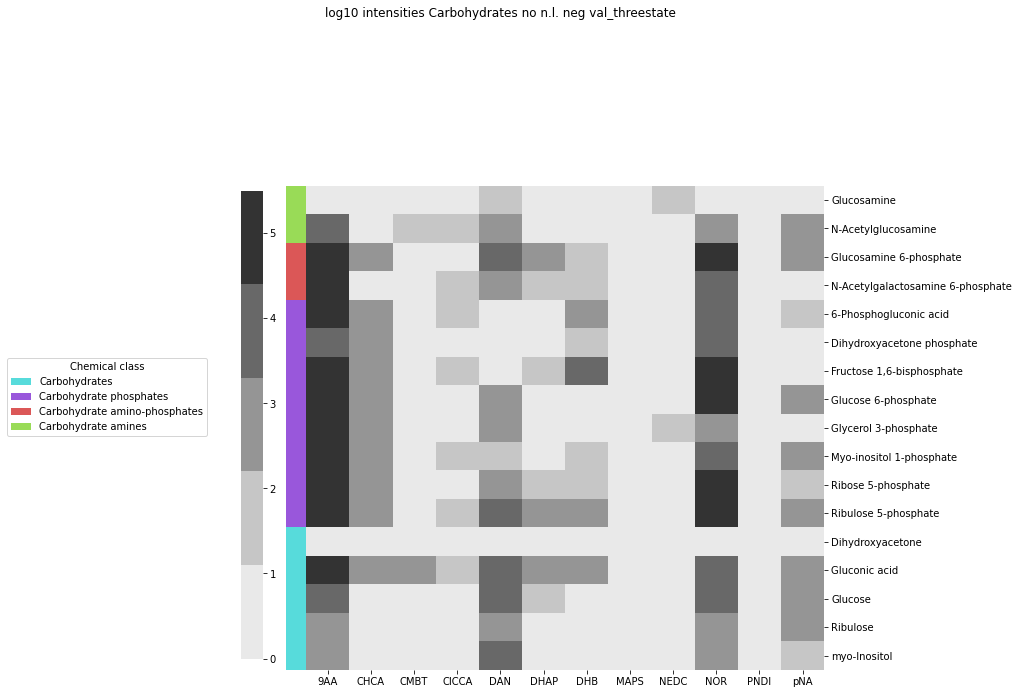 log10 intensities Carbohydrates no n.l. neg val_threestate
Chemical class
Carbohydrates
Carbohydrate phosphates
Carbohydrate amino-phosphates
Carbohydrate amines
5
4
3
2
1
0
Glucosamine
N-Acetylglucosamine
Glucosamine 6-phosphate
N-Acetylgalactosamine 6-phosphate
6-Phosphogluconic acid
Dihydroxyacetone phosphate
Fructose 1,6-bisphosphate
Glucose 6-phosphate
Glycerol 3-phosphate
Myo-inositol 1-phosphate
Ribose 5-phosphate
Ribulose 5-phosphate
Dihydroxyacetone
Gluconic acid
Glucose
Ribulose
myo-Inositol
9AA CHCA CMBT ClCCA DAN DHAP DHB MAPS NEDC NOR PNDI pNA